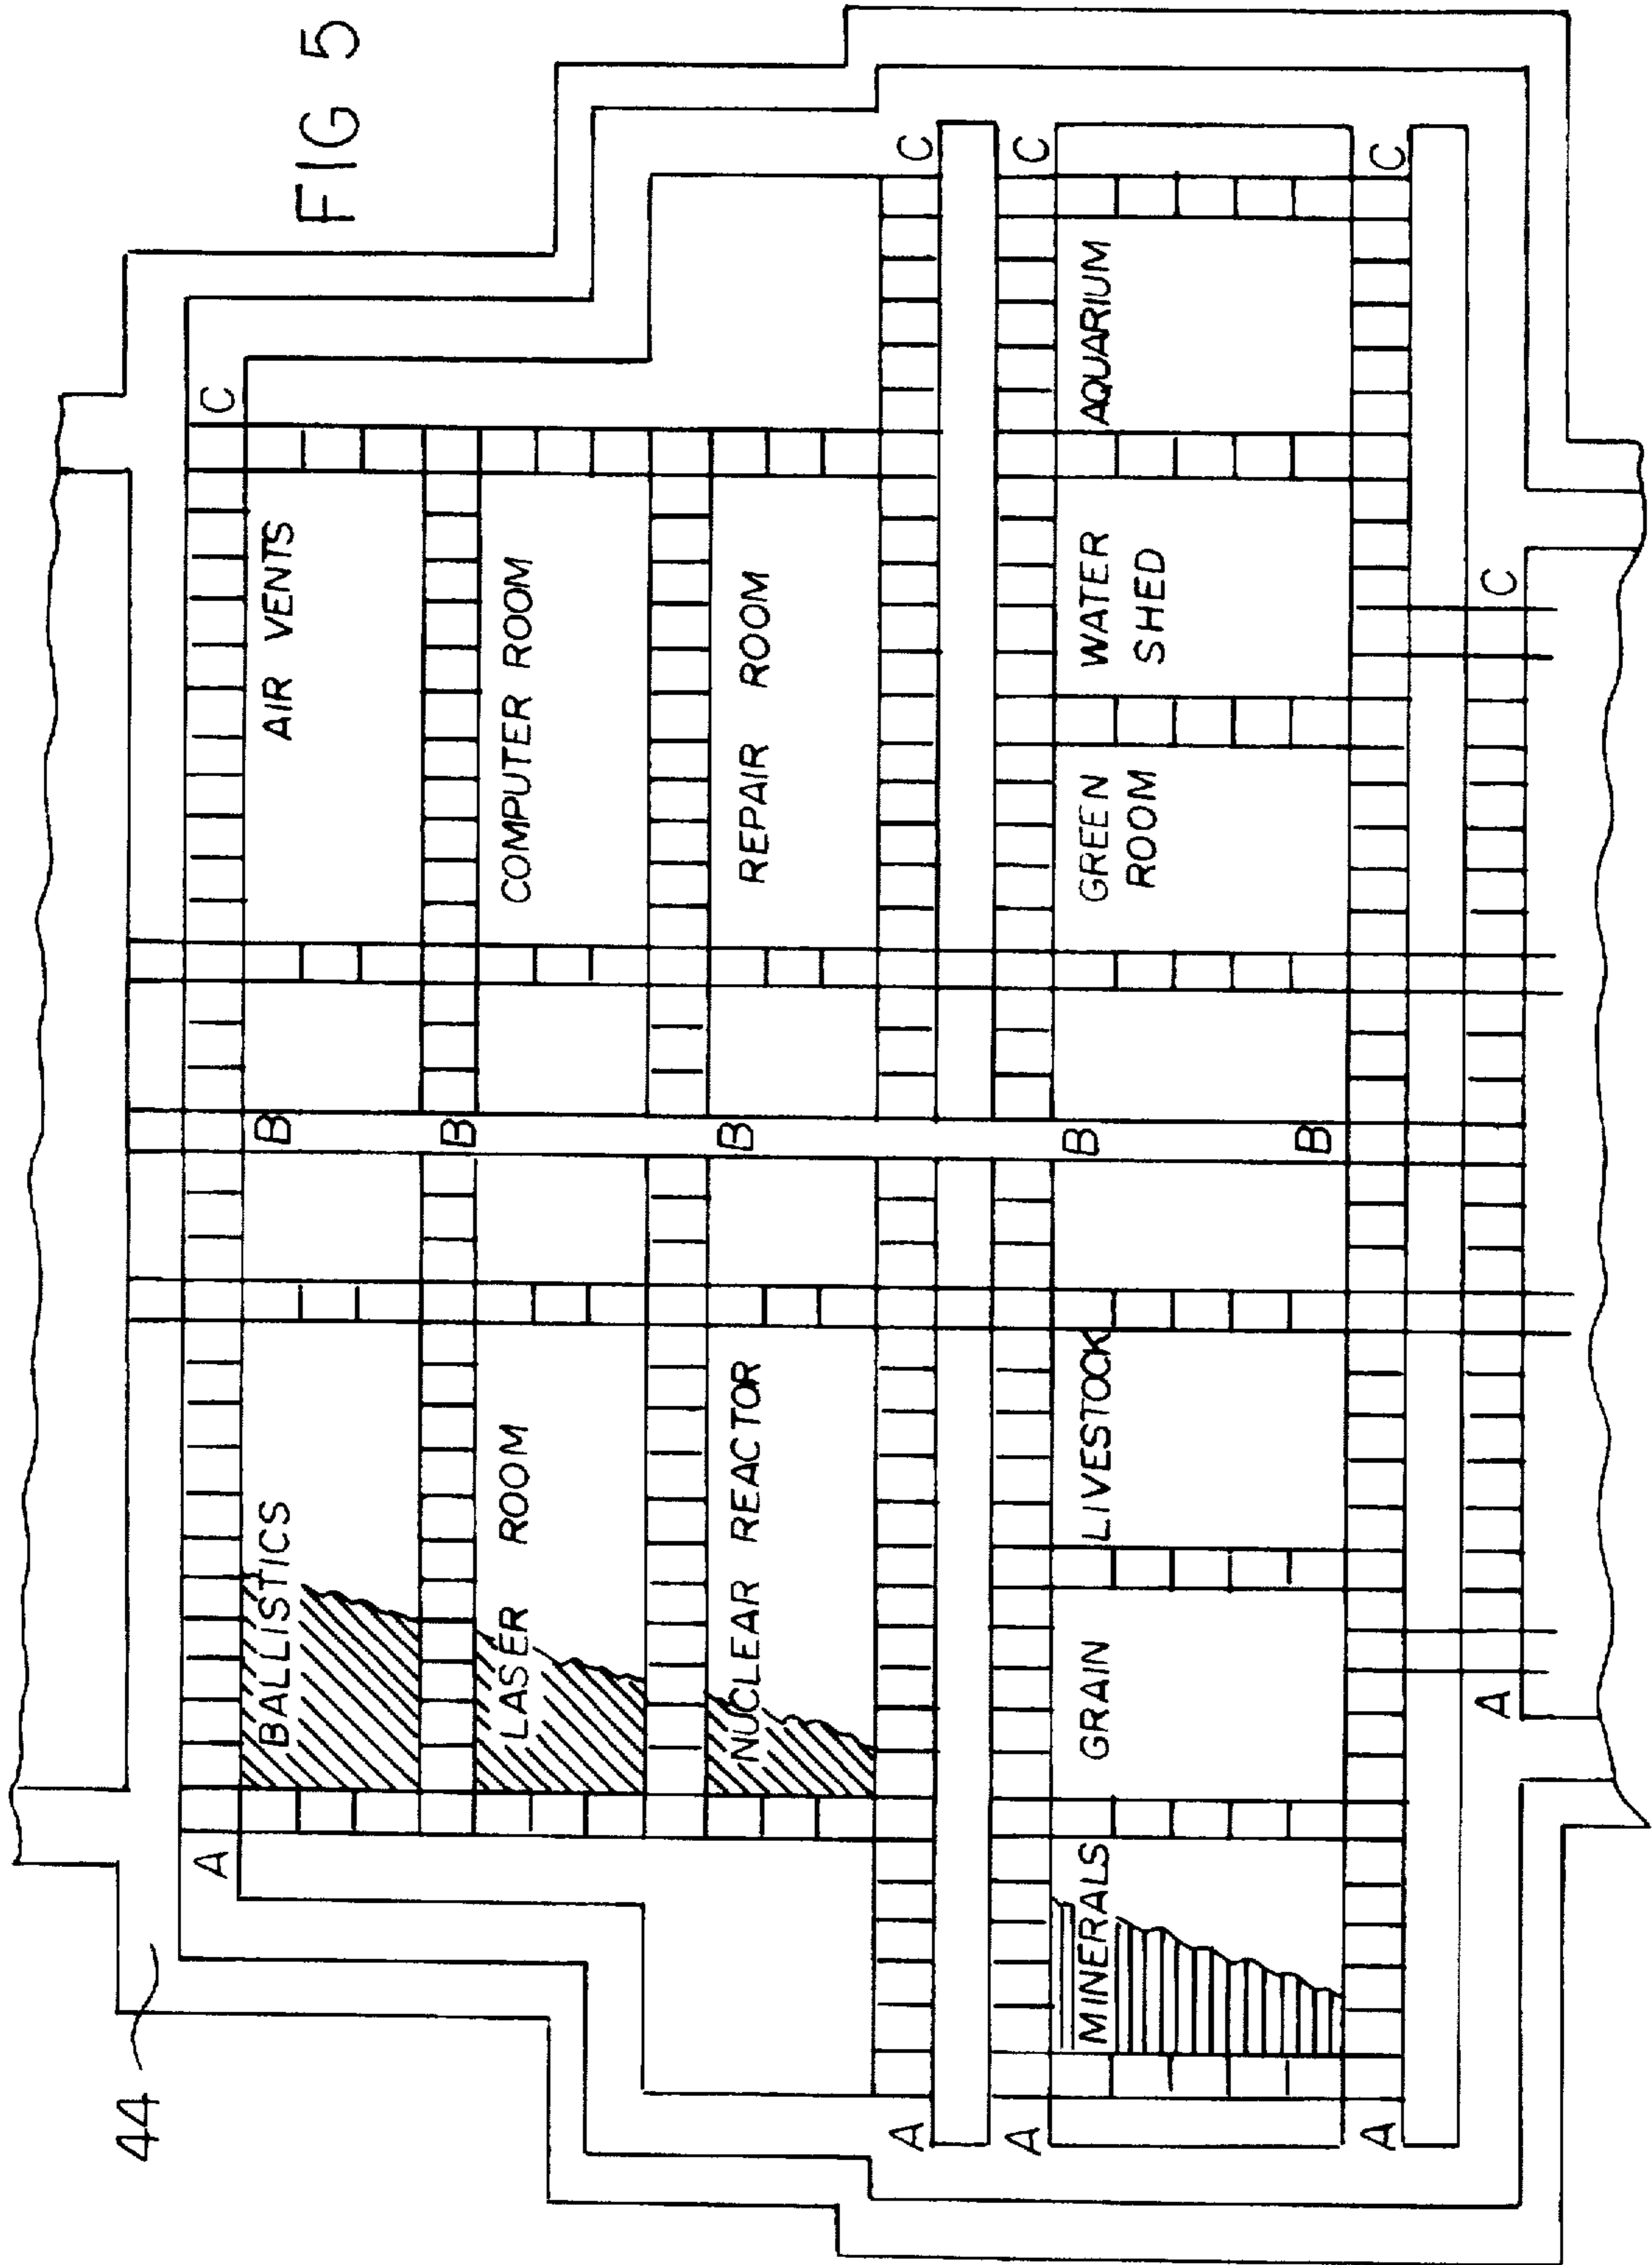 44
A C
BALLISTICS B AIR VENTS
FIG 5
LASER ROOM B COMPUTER ROOM
NUCLEAR REACTOR B REPAIR ROOM
A C
A C
MINERALS GRAIN LIVESTOCK B GREEN WATER AQUARIUM
ROOM SHED
B
A C
A C